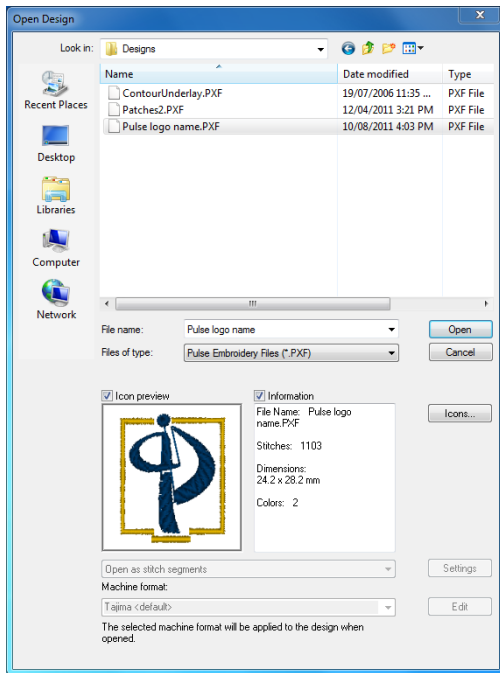 Open Design
x
Look in:
Designs
Recent Places
Desktop
Libraries
Computer
Network
Name Date modified Type
ContourUnderlay.PXF 19/07/2006 11:35 ... PXF File
Patches2.PXF 12/04/2011 3:21 PM PXF File
Pulse logo name.PXF 10/08/2011 4:03 PM PXF File
File name: Pulse logo name Open
Files of type: Pulse Embroidery Files (*.PXF) Cancel
Icon preview
Information
File Name: Pulse logo
name.PXF
Stitches: 1103
Dimensions:
24.2 x 28.2 mm
Colors: 2
Icons...
Open as stitch segments Settings
Machine format:
Tajima <default> Edit
The selected machine format will be applied to the design when
opened.